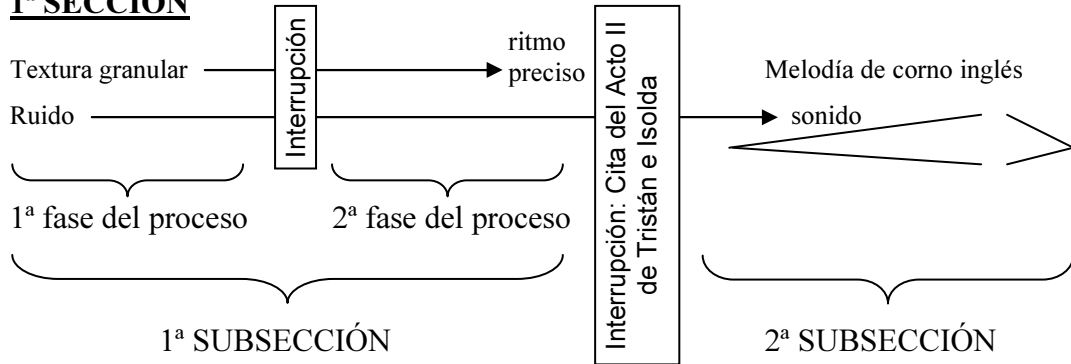 1ª SECCIÓN
Textura granular
Interrupción
ritmo
preciso
Interrupción: Cita del Acto II
de Tristán e Isolda
Melodía de corno inglés
Ruido
sonido
1ª fase del proceso
2ª fase del proceso
1ª SUBSECCIÓN
2ª SUBSECCIÓN